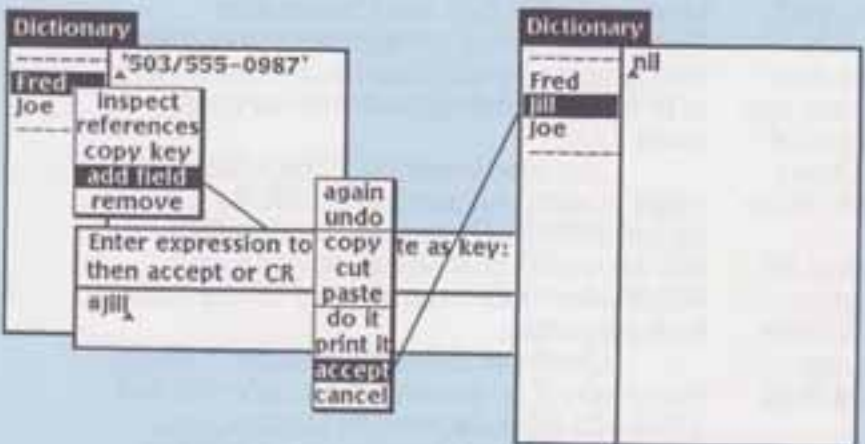 Dictionary
Fred
Joe
'503/555-0987'
inspect
references
copy key
add field
remove
Enter expression to te as key:
then accept or CR
#Jill
again
undo
copy
cut
paste
do it
print it
accept
cancel
Dictionary
Fred
Jill
Joe
nil